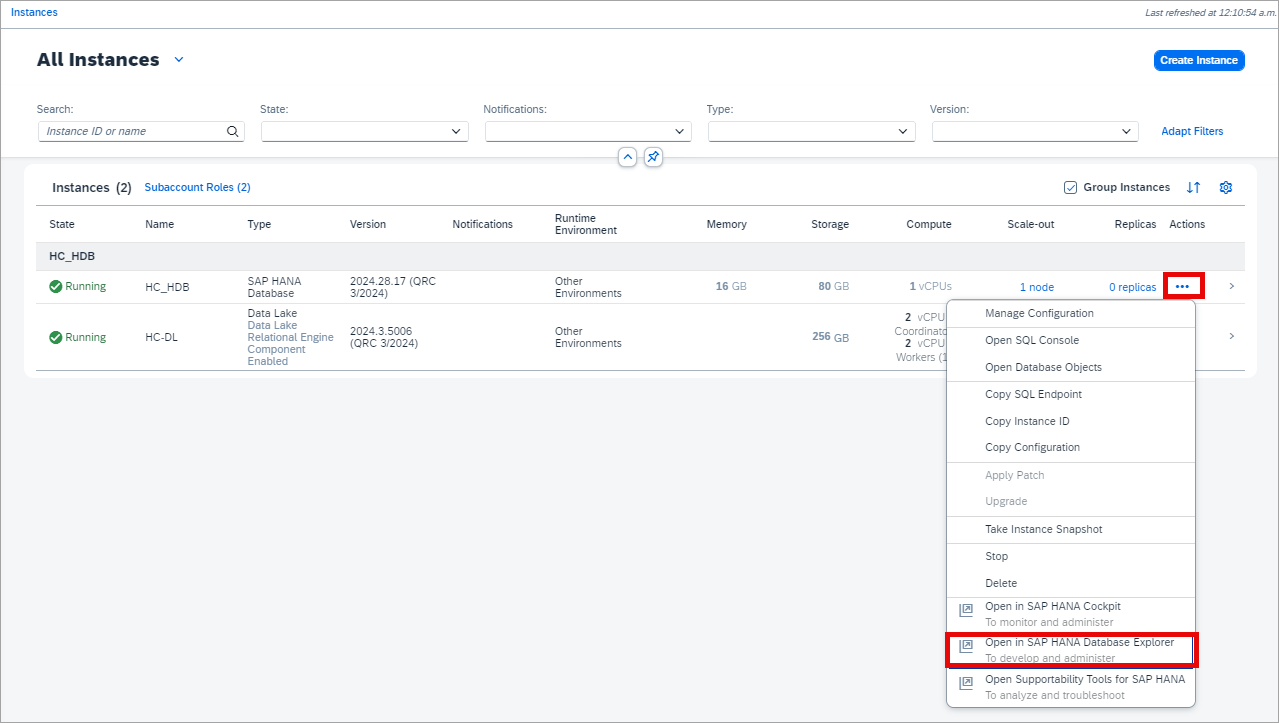 Instances
Last refreshed at 12:10:54 a.m.
All Instances
Create Instance
Search:
State:
Notifications:
Type:
Version:
Instance ID or name
Adapt Filters
Instances (2)
Subaccount Roles (2)
Group Instances
State
Name
Type
Version
Notifications
Runtime
Environment
Memory
Storage
Compute
Scale-out
Replicas
Actions
HC_HDB
Running
HC_HDB
SAP HANA
Database
2024.28.17 (QRC
3/2024)
Other
Environments
16 GB
80 GB
1 vCPUs
1 node
0 replicas
Running
HC-DL
Data Lake
Data Lake
Relational Engine
Component
Enabled
2024.3.5006
(QRC 3/2024)
Other
Environments
256 GB
2 vCPU
Coordinato
2 vCPU
Workers (1
Manage Configuration
Open SQL Console
Open Database Objects
Copy SQL Endpoint
Copy Instance ID
Copy Configuration
Apply Patch
Upgrade
Take Instance Snapshot
Stop
Delete
Open in SAP HANA Cockpit
To monitor and administer
Open in SAP HANA Database Explorer
To develop and administer
Open Supportability Tools for SAP HANA
To analyze and troubleshoot